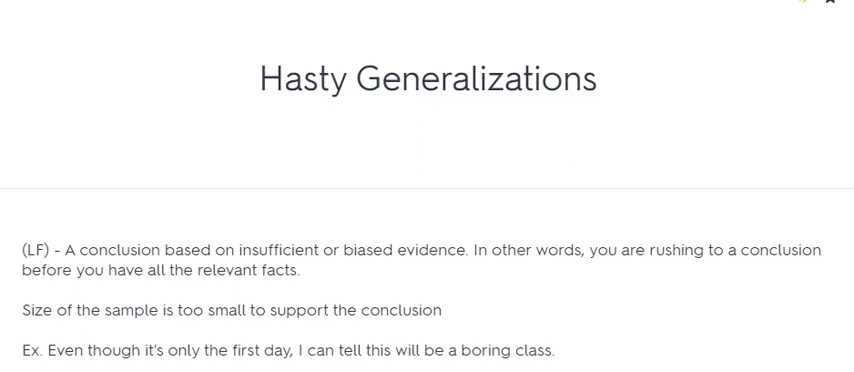 Hasty Generalizations
(LF) - A conclusion based on insufficient or biased evidence. In other words, you are rushing to a conclusion
before you have all the relevant facts.
Size of the sample is too small to support the conclusion
Ex. Even though it's only the first day, I can tell this will be a boring class.